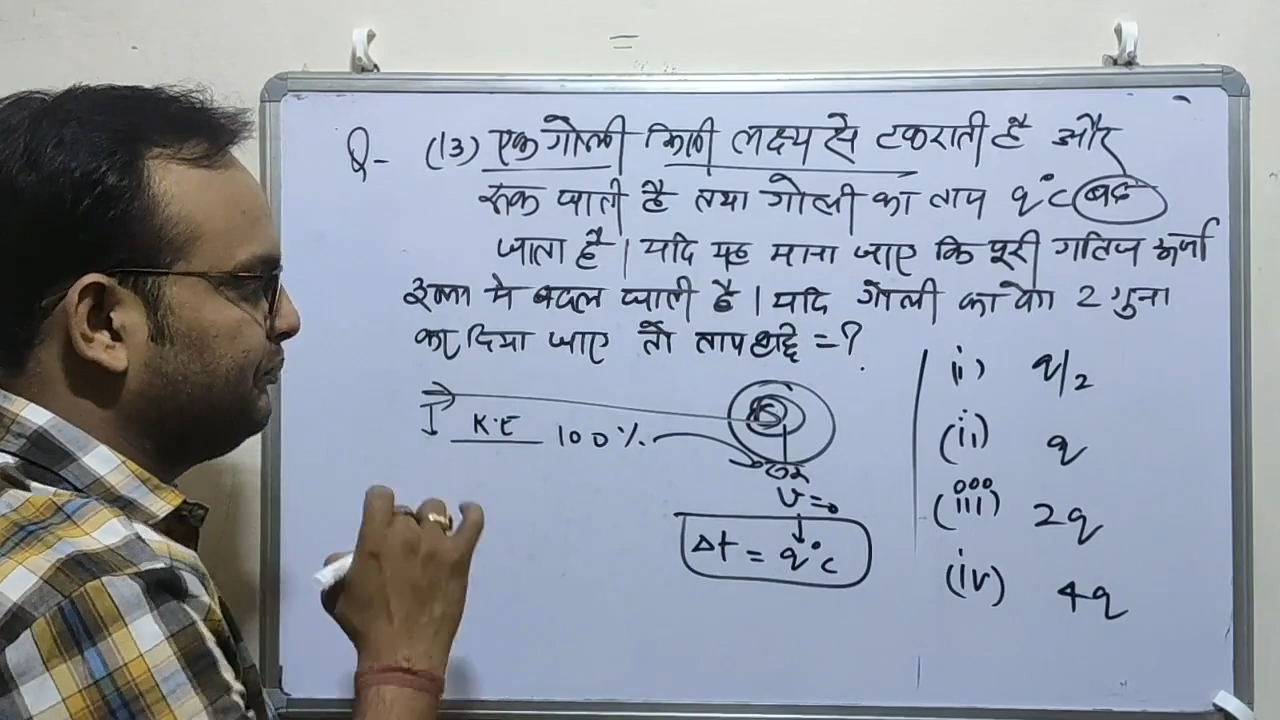 Q- (13) एक गोली किसी लक्ष्य से टकराती है और
रूक जाती है तथा गोली का ताप q°c बढ
जाता है । यदि यह माना जाए कि पूरी गतिज ऊर्जा
ऊष्मा मे बदल जाती है । यदि गोली का वेग 2 गुना
कर दिया जाए तो ताप वृद्दि = ?
K.E 100%
v = 0
Δt = q°c
(i) q/2
(ii) q
(iii) 2q
(iv) 4q